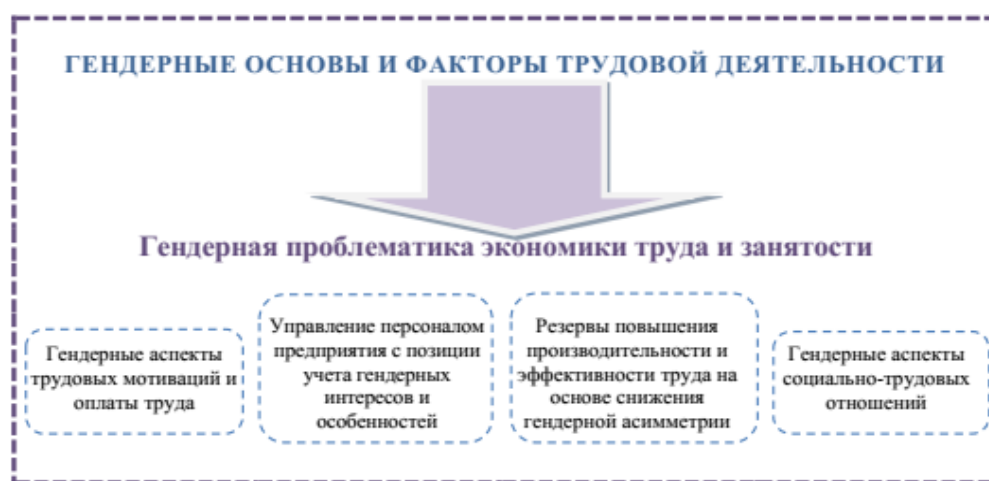 ГЕНДЕРНЫЕ ОСНОВЫ И ФАКТОРЫ ТРУДОВОЙ ДЕЯТЕЛЬНОСТИ
Гендерная проблематика экономики труда и занятости
Гендерные аспекты
трудовых мотиваций и
оплаты труда
Управление персоналом
предприятия с позиции
учета гендерных
интересов и
особенностей
Резервы повышения
производительности и
эффективности труда на
основе снижения
гендерной асимметрии
Гендерные аспекты
социально-трудовых
отношений